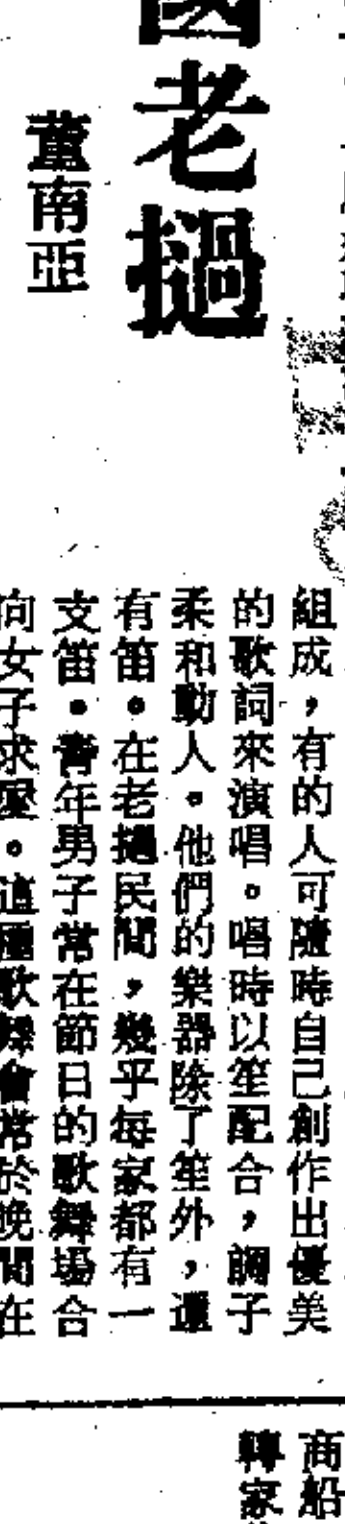 國老撾
董南亞
組成，有的人可隨時自己創作出優美
的歌詞來演唱。唱時以笙配合，調子
柔和動人。他們的樂器除了笙外，還
有笛。在老撾民間，幾乎每家都有一
支笛。青年男子常在節日的歌舞場合
向女子求愛。這種歌舞會常於晚間在
商船
轉家